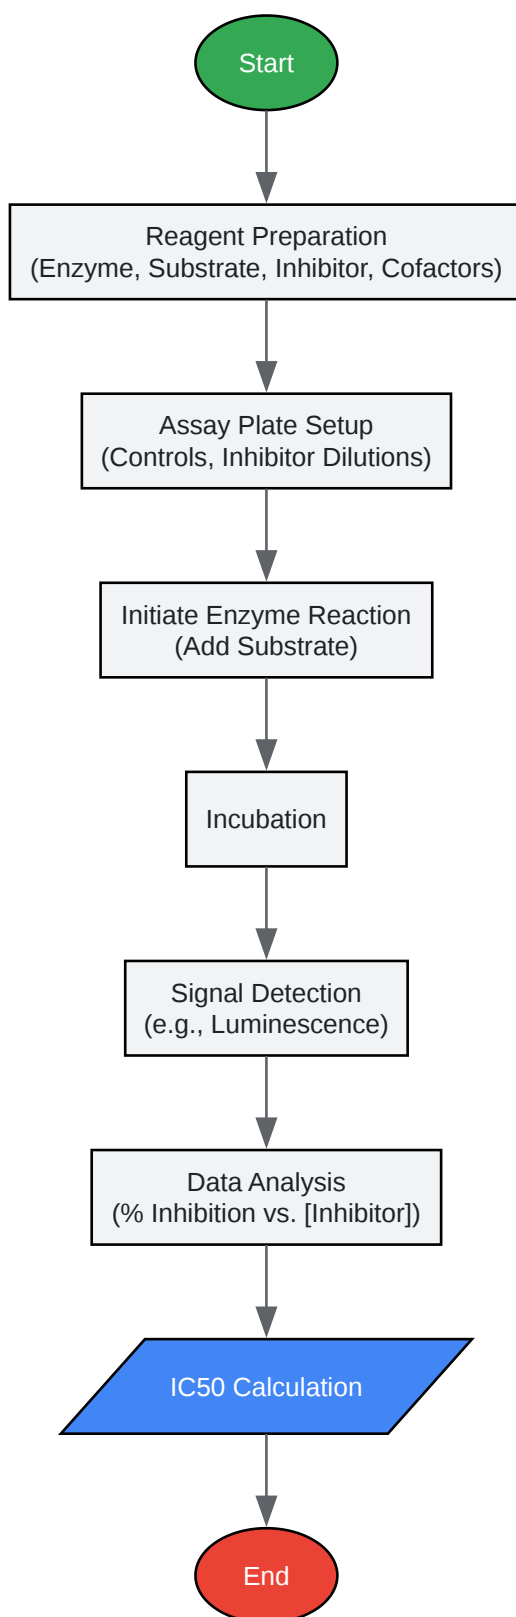 Start
Reagent Preparation
(Enzyme, Substrate, Inhibitor, Cofactors)
Assay Plate Setup
(Controls, Inhibitor Dilutions)
Initiate Enzyme Reaction
(Add Substrate)
Incubation
Signal Detection
(e.g., Luminescence)
Data Analysis
(% Inhibition vs. [Inhibitor])
IC50 Calculation
End